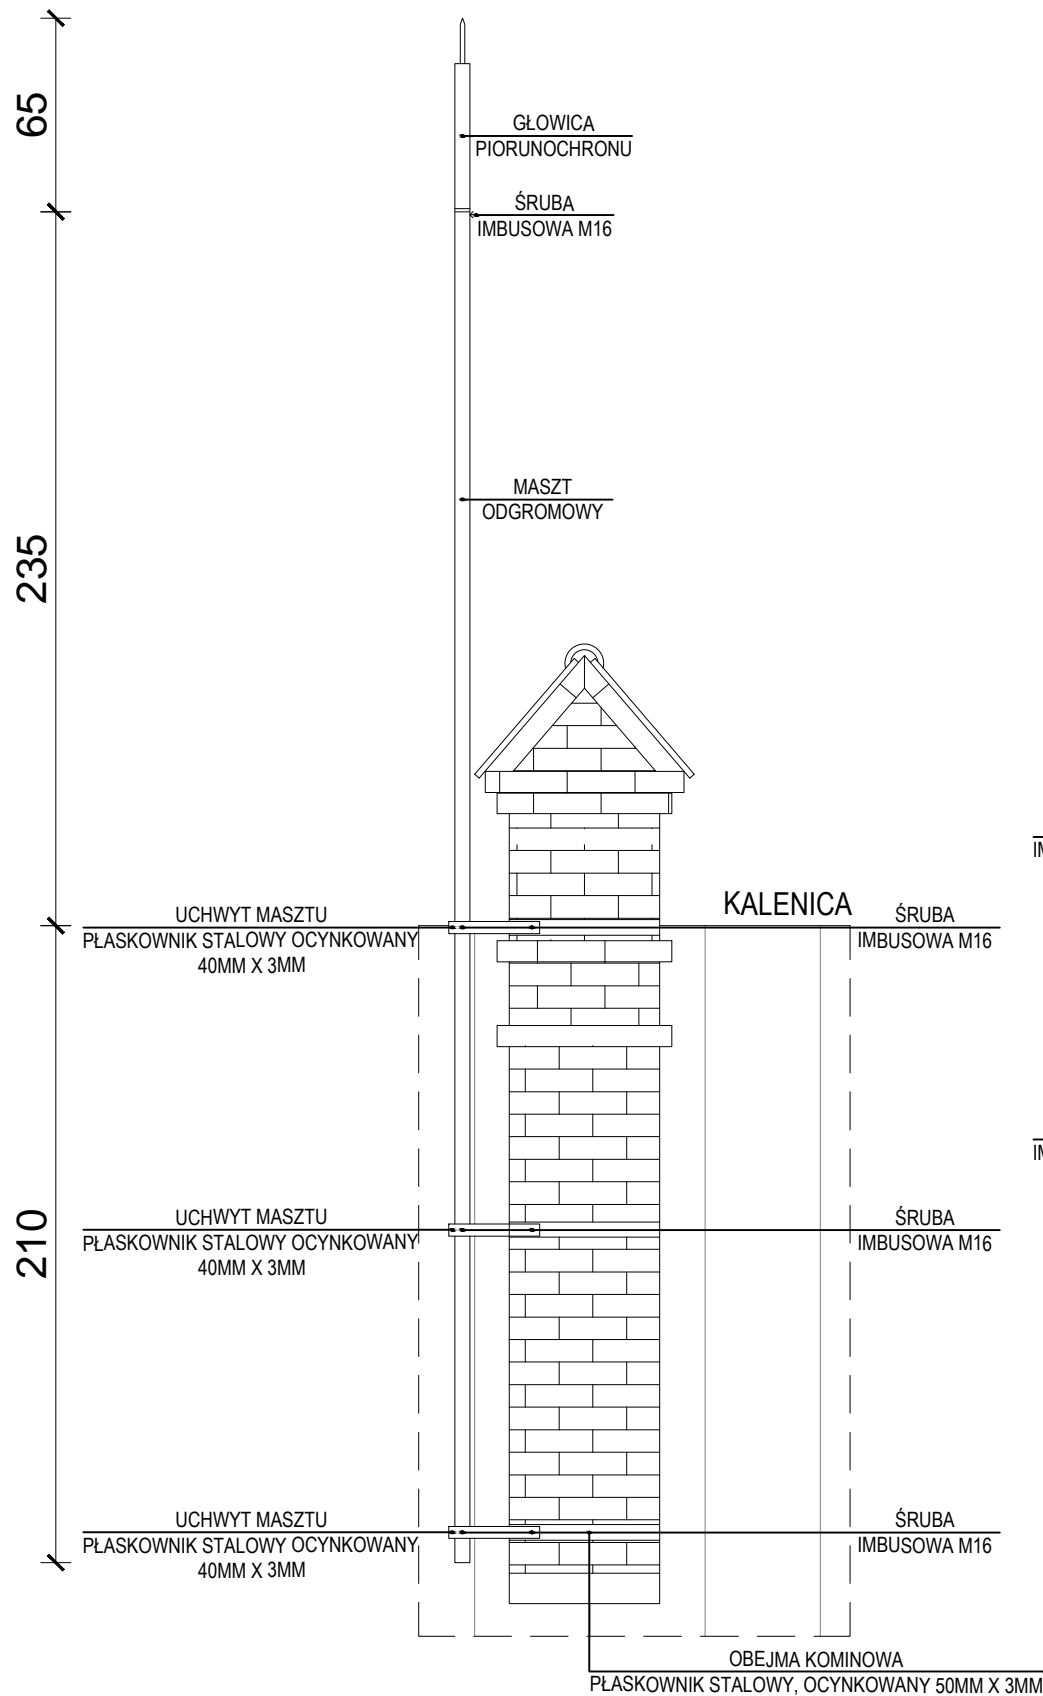 65
GŁOWICA
PIORUNOCHRONU
ŚRUBA
IMBUSOWA M16
MASZT
ODGROMOWY
235
KALENICA
UCHWYT MASZTU
PŁASKOWNIK STALOWY OCYNKOWANY
40MM X 3MM
ŚRUBA
IMBUSOWA M16
UCHWYT MASZTU
PŁASKOWNIK STALOWY OCYNKOWANY
40MM X 3MM
ŚRUBA
IMBUSOWA M16
210
UCHWYT MASZTU
PŁASKOWNIK STALOWY OCYNKOWANY
40MM X 3MM
ŚRUBA
IMBUSOWA M16
OBEJMA KOMINOWA
PŁASKOWNIK STALOWY, OCYNKOWANY 50MM X 3MM